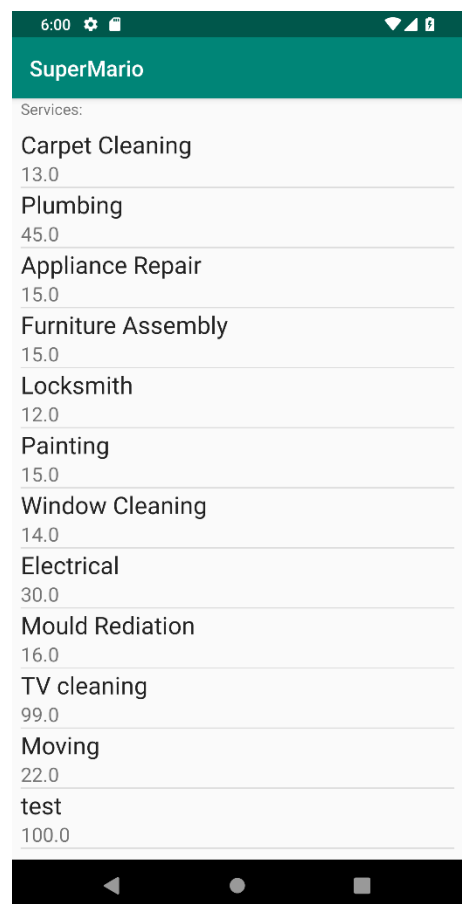 6:00
SuperMario
Services:
Carpet Cleaning
13.0
Plumbing
45.0
Appliance Repair
15.0
Furniture Assembly
15.0
Locksmith
12.0
Painting
15.0
Window Cleaning
14.0
Electrical
30.0
Mould Rediation
16.0
TV cleaning
99.0
Moving
22.0
test
100.0